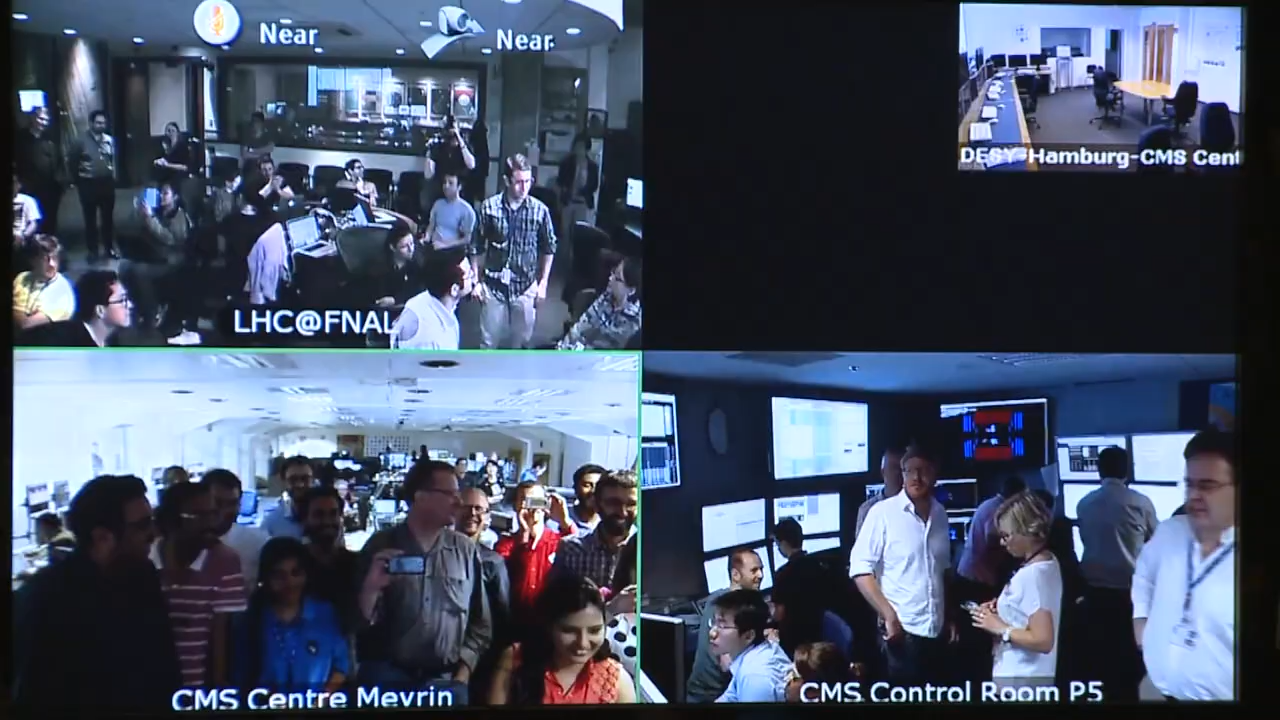 Near
Near
DESY-Hamburg-CMS Cent
LHC@FNAL
CMS Centre Meyrin
CMS Control Room P5